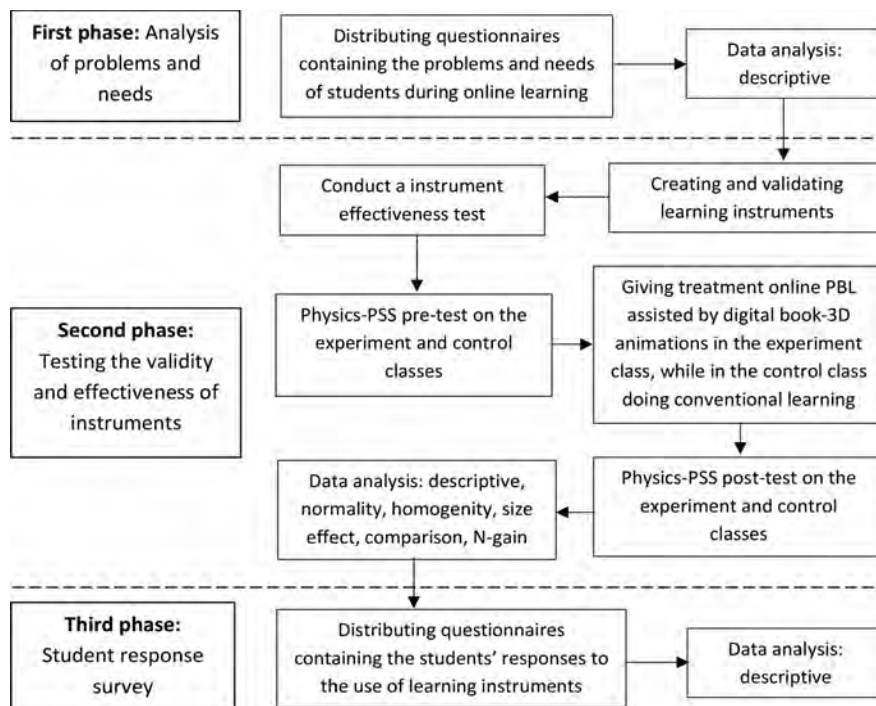 First phase: Analysis
of problems and
needs
Distributing questionnaires
containing the problems and needs
of students during online learning
Data analysis:
descriptive
Creating and validating
learning instruments
Conduct a instrument
effectiveness test
Second phase:
Testing the validity
and effectiveness of
instruments
Physics-PSS pre-test on the
experiment and control
classes
Giving treatment online PBL
assisted by digital book-3D
animations in the experiment
class, while in the control class
doing conventional learning
Physics-PSS post-test on the
experiment and control
classes
Data analysis: descriptive,
normality, homogenity, size
effect, comparison, N-gain
Third phase:
Student response
survey
Distributing questionnaires
containing the students’ responses to
the use of learning instruments
Data analysis:
descriptive